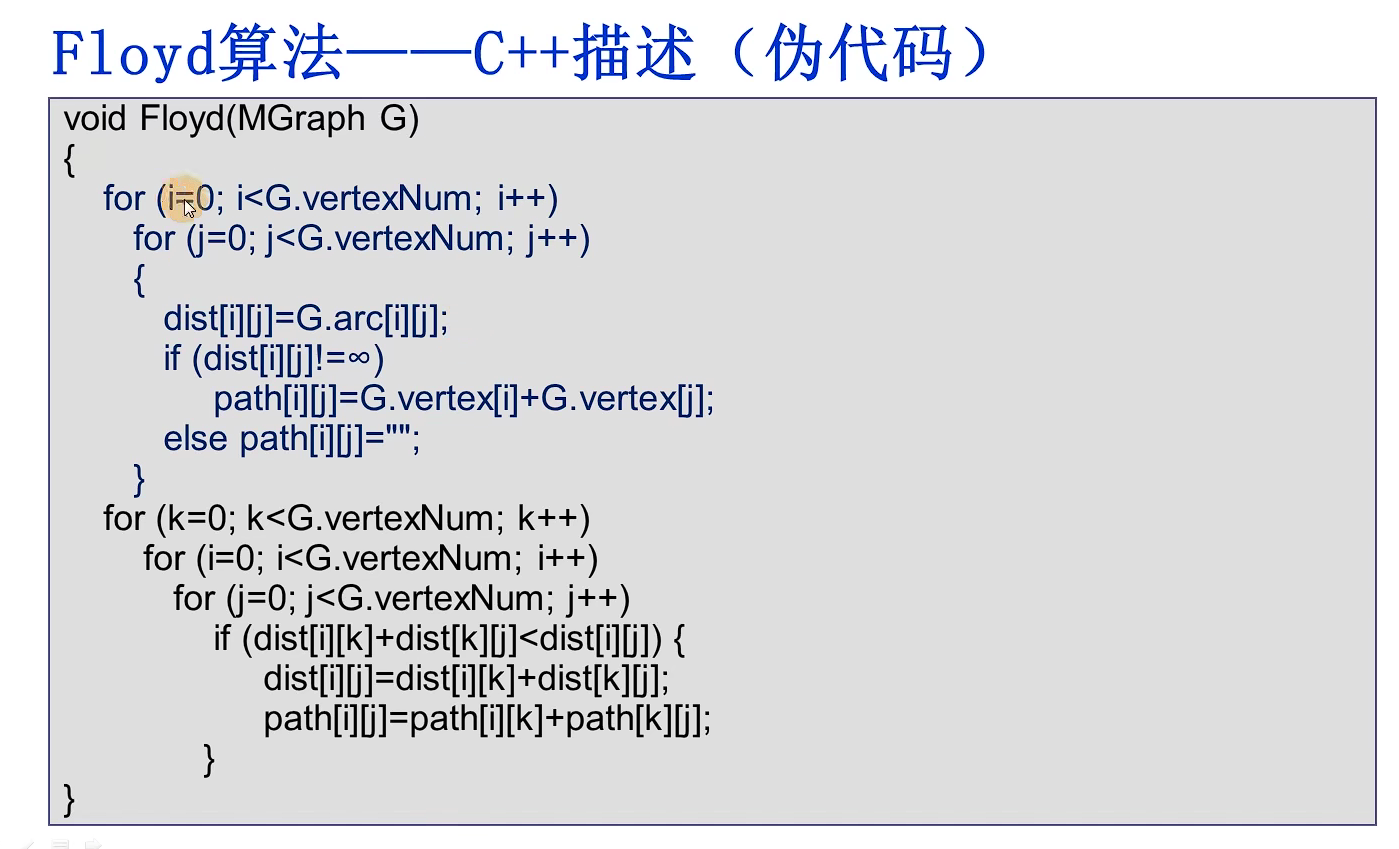 Floyd算法——C++描述（伪代码）
void Floyd(MGraph G)
{
for (i=0; i<G.vertexNum; i++)
for (j=0; j<G.vertexNum; j++)
{
dist[i][j]=G.arc[i][j];
if (dist[i][j]!=∞)
path[i][j]=G.vertex[i]+G.vertex[j];
else path[i][j]="";
}
for (k=0; k<G.vertexNum; k++)
for (i=0; i<G.vertexNum; i++)
for (j=0; j<G.vertexNum; j++)
if (dist[i][k]+dist[k][j]<dist[i][j]) {
dist[i][j]=dist[i][k]+dist[k][j];
path[i][j]=path[i][k]+path[k][j];
}
}